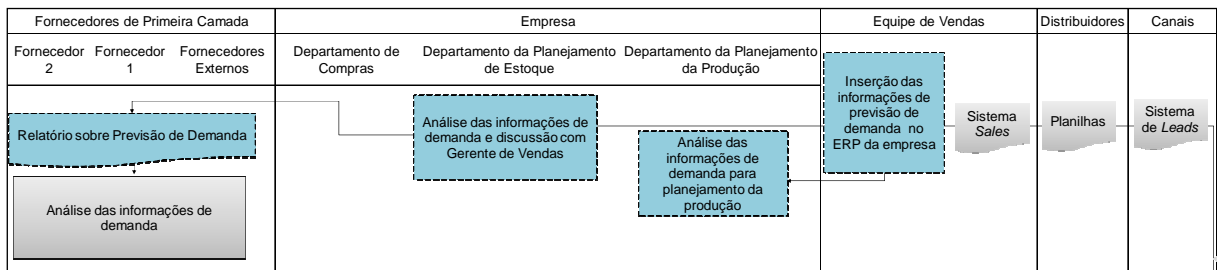 Fornecedores de Primeira Camada
Empresa
Equipe de Vendas
Distribuidores
Canais
Fornecedor
2
Fornecedor
1
Fornecedores
Externos
Departamento de
Compras
Departamento da Planejamento
de Estoque
Departamento da Planejamento
da Produção
Relatório sobre Previsão de Demanda
Análise das informações de
demanda
Análise das informações de
demanda e discussão com
Gerente de Vendas
Análise das
informações de
demanda para
planejamento da
produção
Inserção das
informações de
previsão de
demanda no
ERP da empresa
Sistema
Sales
Planilhas
Sistema
de Leads